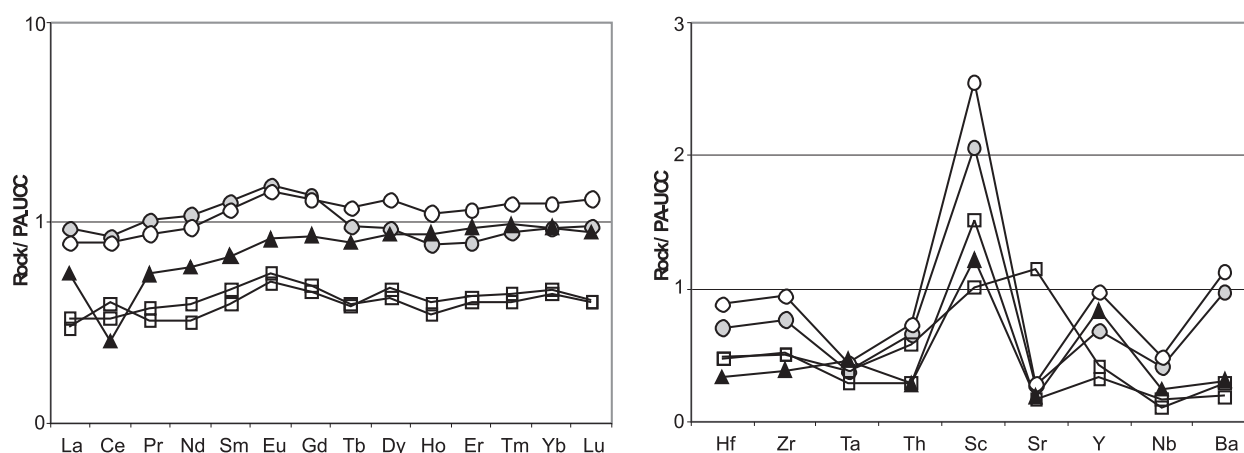 10
1
0
Rock/ PA-UCC
La Ce Pr Nd Sm Eu Gd Tb Dy Ho Er Tm Yb Lu
3
2
1
0
Rock/ PA-UCC
Hf Zr Ta Th Sc Sr Y Nb Ba